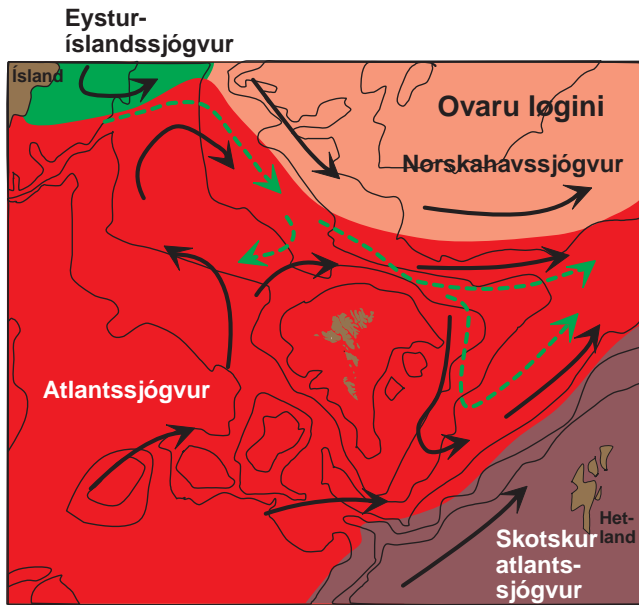 Eystur-
íslandssjógvur
Ísland
Ovaru løgini
Norskahavssjógvur
Atlantssjógvur
Het-
land
Skotskur
atlants-
sjógvur